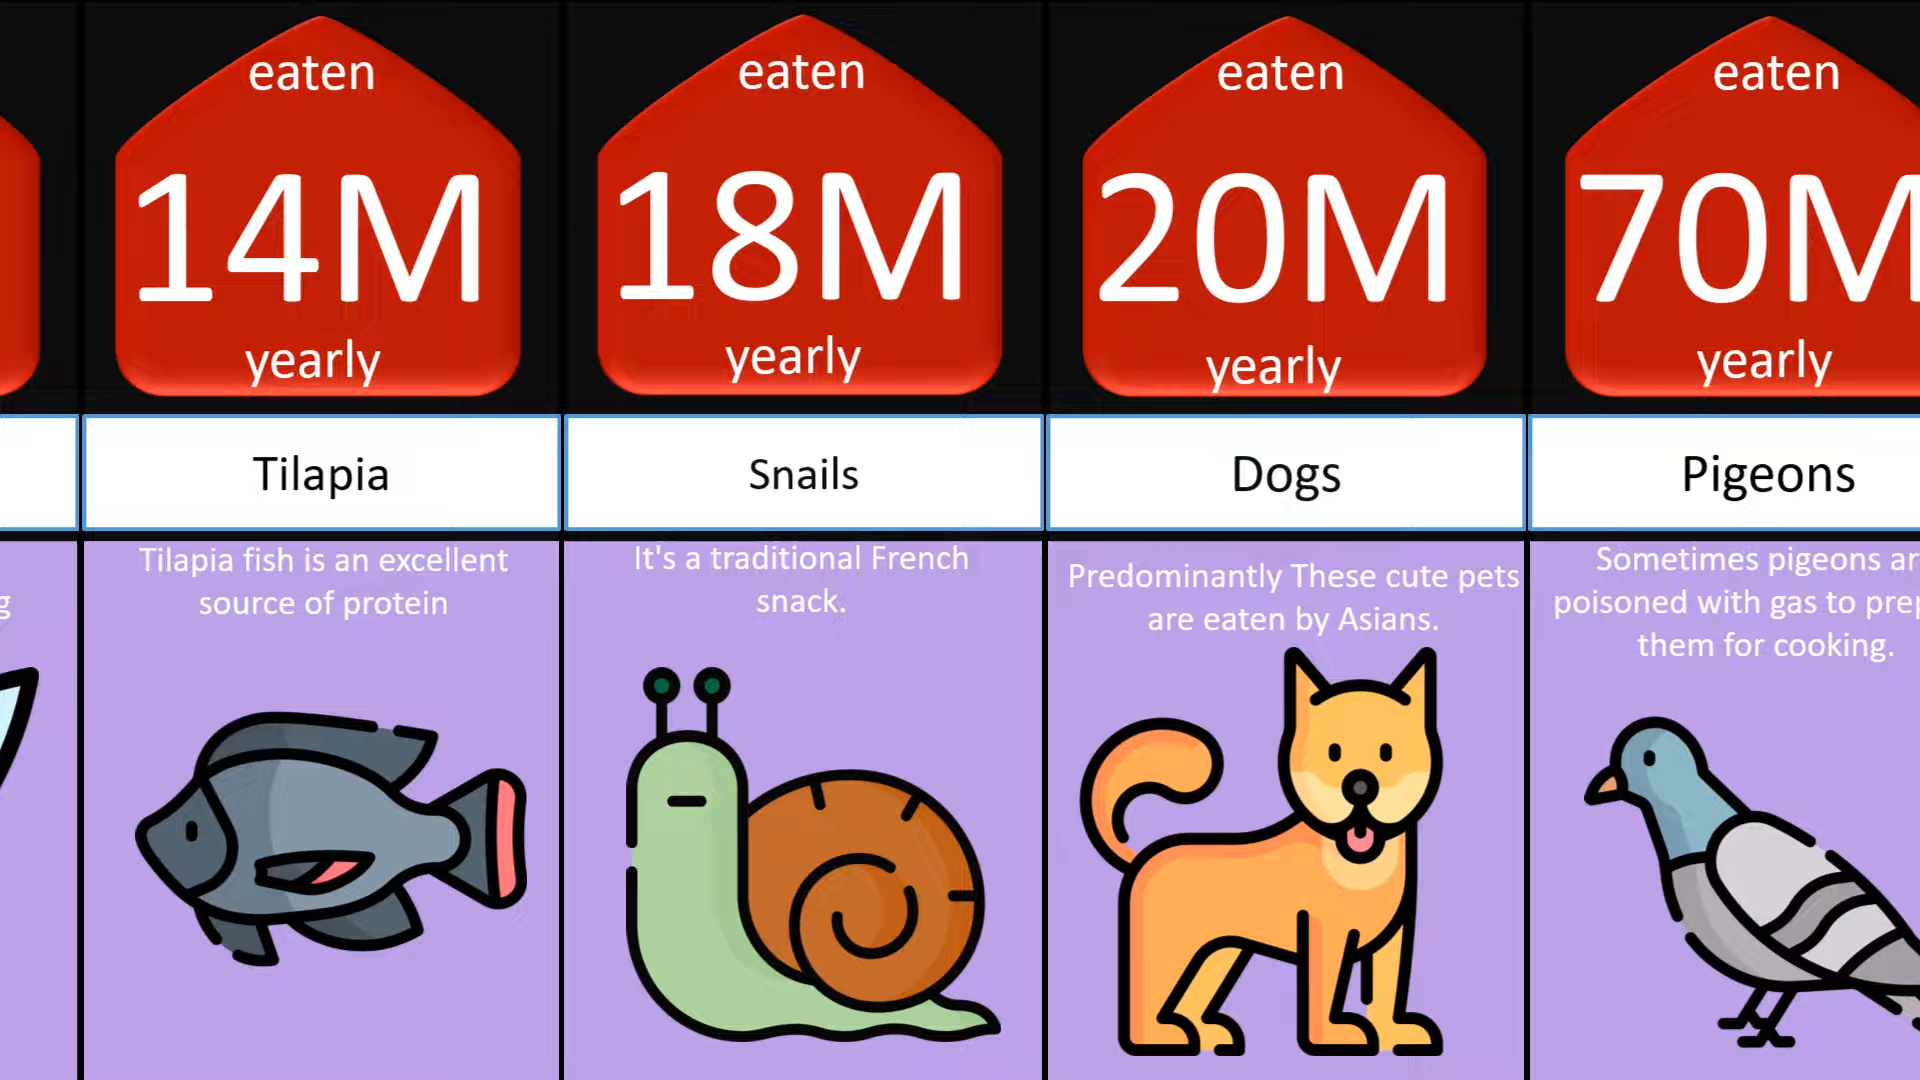 eaten
14M
yearly
Tilapia
Tilapia fish is an excellent
source of protein
eaten
18M
yearly
Snails
It's a traditional French
snack.
eaten
20M
yearly
Dogs
Predominantly These cute pets
are eaten by Asians.
eaten
70M
yearly
Pigeons
Sometimes pigeons ar
poisoned with gas to prep
them for cooking.
g